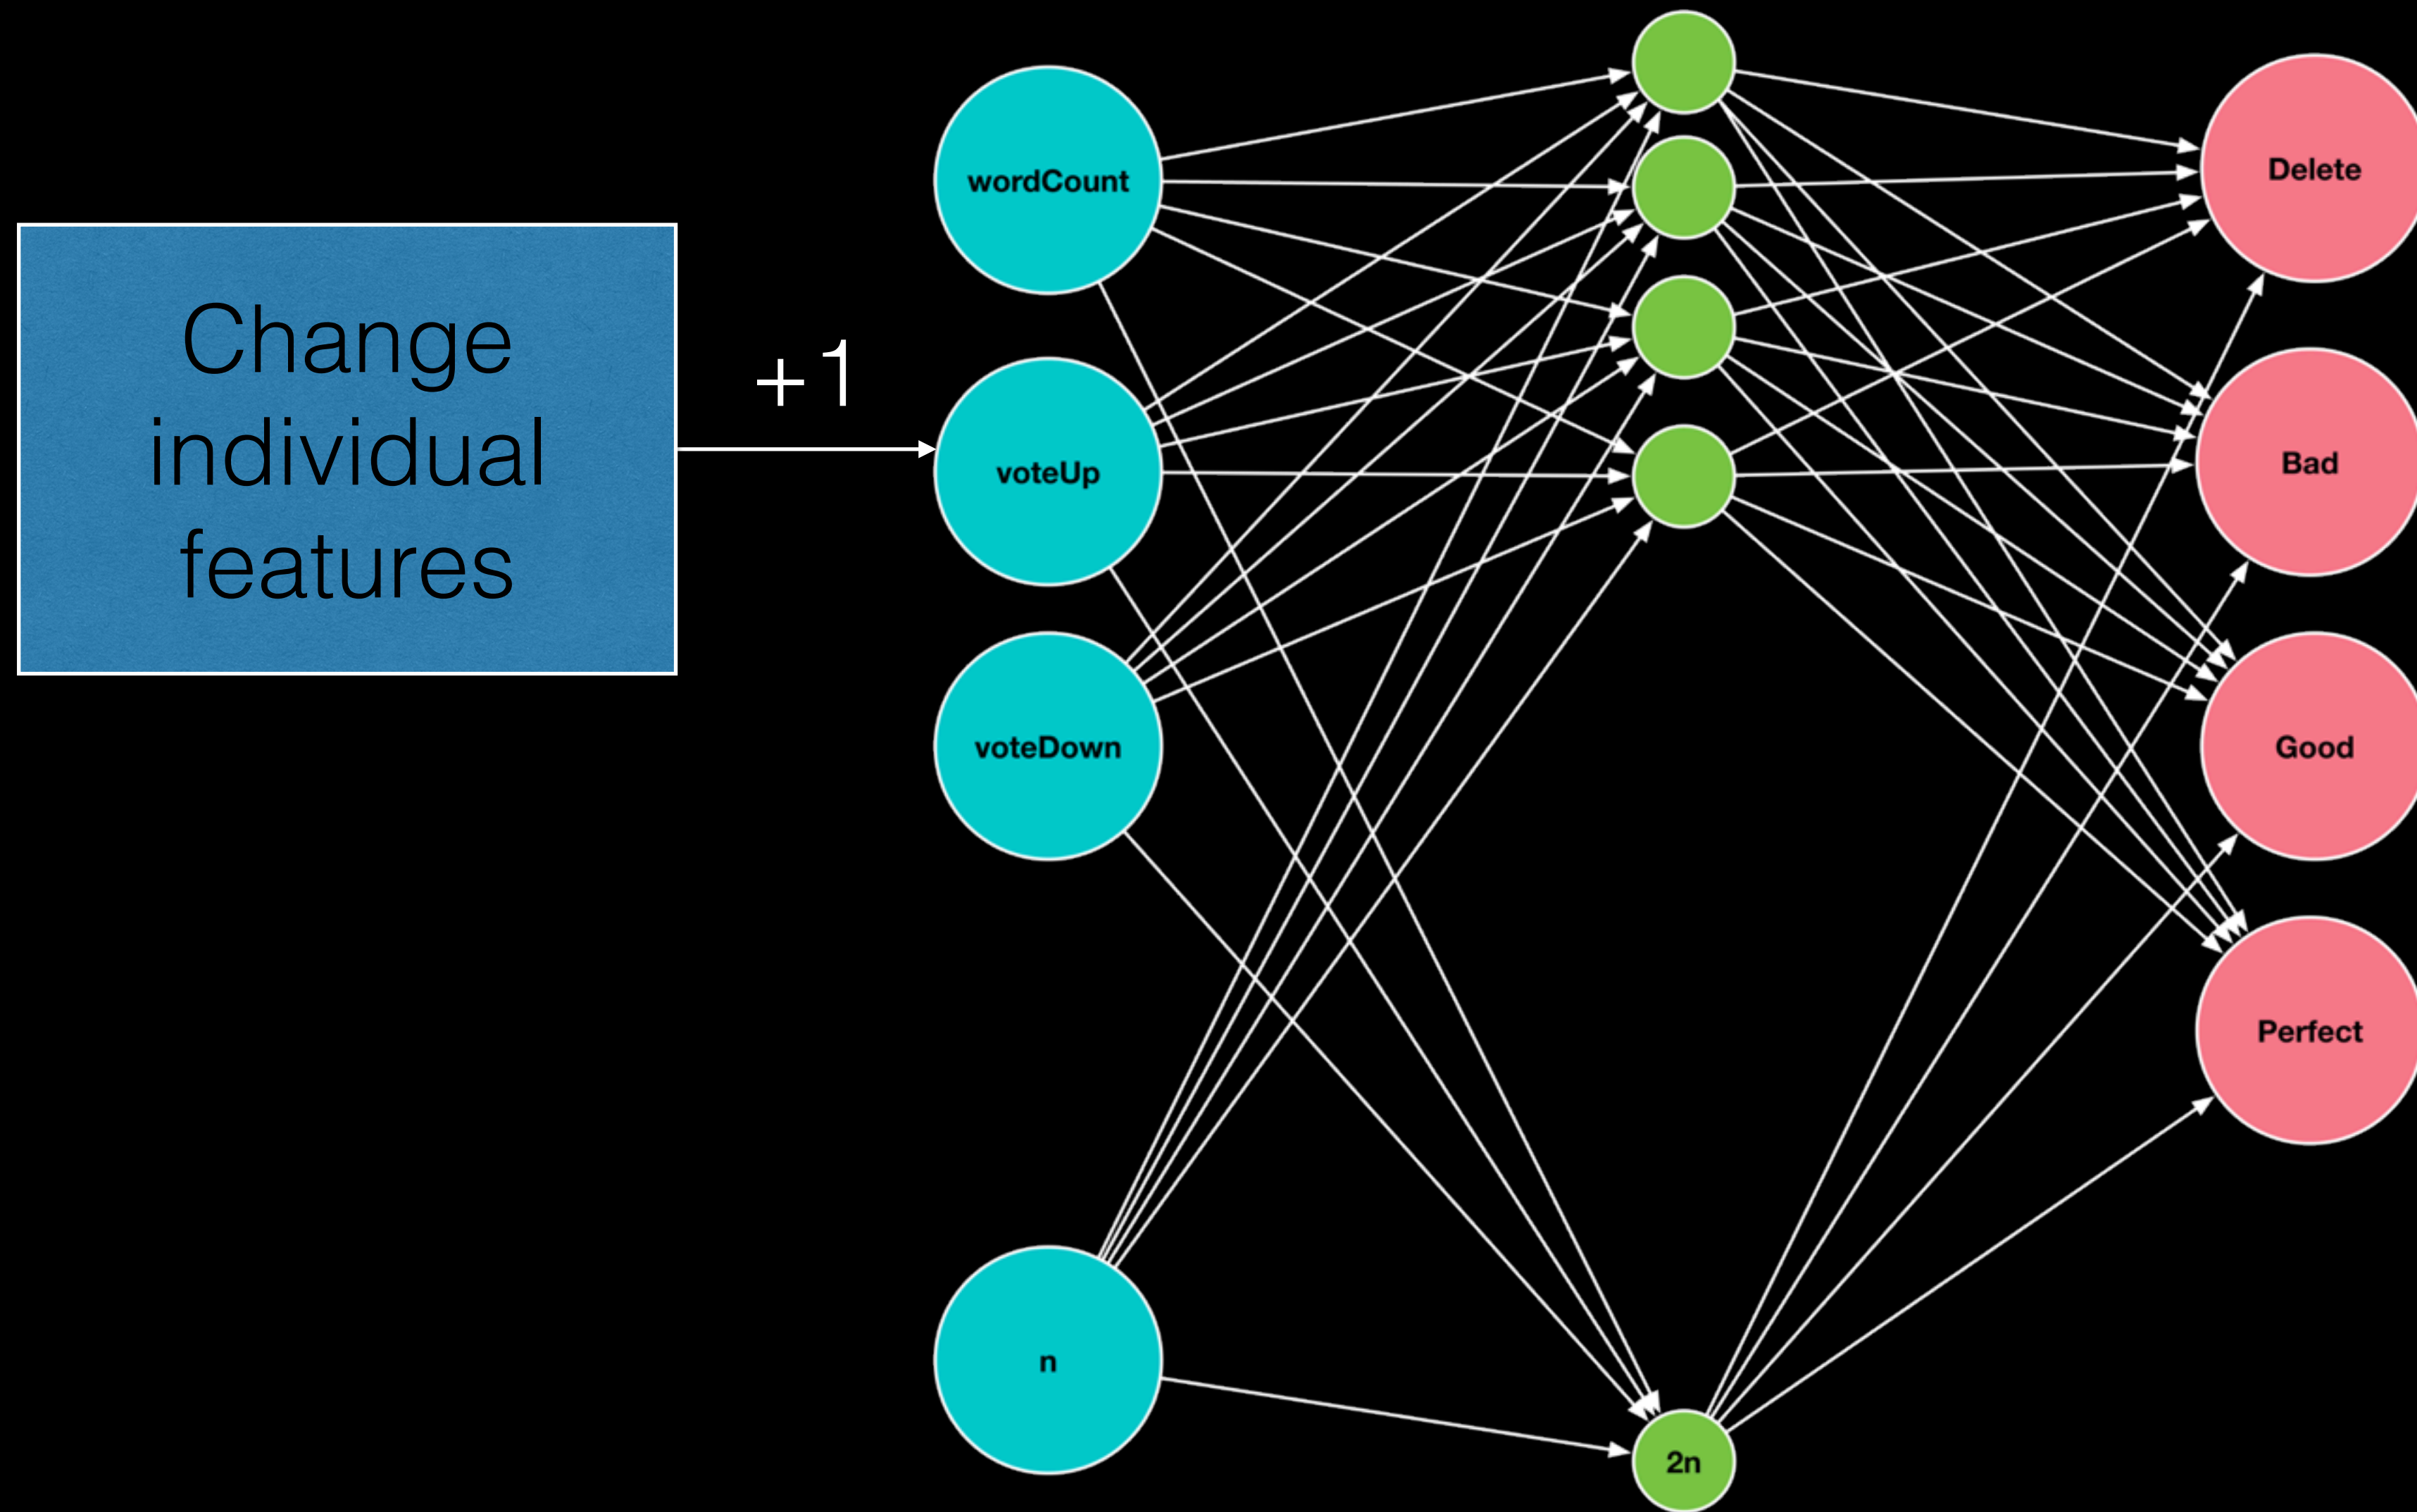 Change
individual
features
+1
wordCount
voteUp
voteDown
n
2n
Delete
Bad
Good
Perfect